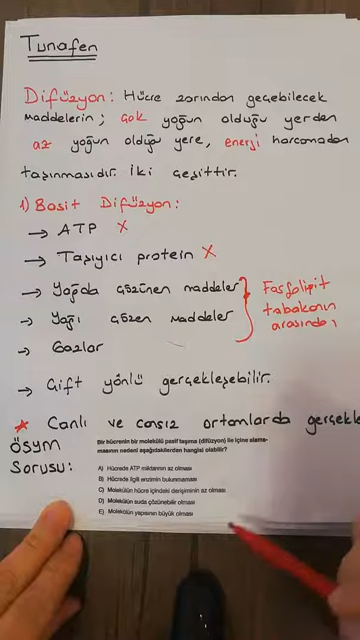 Tunafen
Difüzyon: Hücre zarından geçebilecek
maddelerin; çok yoğun olduğu yerden
az yoğun olduğu yere, enerji harcamadan
taşınmasıdır. İki çeşittir.
1) Basit Difüzyon:
→ ATP X
→ Taşıyıcı protein X
→ Yağda çözünen maddeler
→ Yağı çözen maddeler
→ Gazlar
Fosfolipit
tabakanın
arasından
→ Çift yönlü gerçekleşebilir.
* Canlı ve cansız ortamlarda gerçekle
ÖSYM
Sorusu:
Bir hücrenin bir molekülü pasif taşıma (difüzyon) ile içine alama-
masının nedeni aşağıdakilerden hangisi olabilir?
A) Hücrede ATP miktarının az olması
B) Hücrede ilgili enzimin bulunmaması
C) Molekülün hücre içindeki derişiminin az olması
D) Molekülün suda çözünebilir olması
E) Molekülün yapısının büyük olması